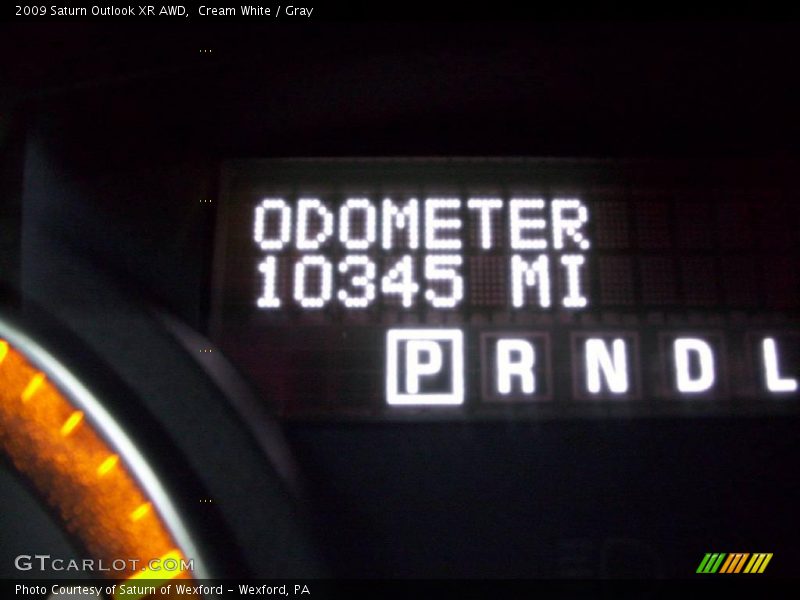 2009 Saturn Outlook XR AWD,  Cream White / Gray
ODOMETER
10345 MI
P R N D L
GTCARLOT.COM
Photo Courtesy of Saturn of Wexford - Wexford, PA